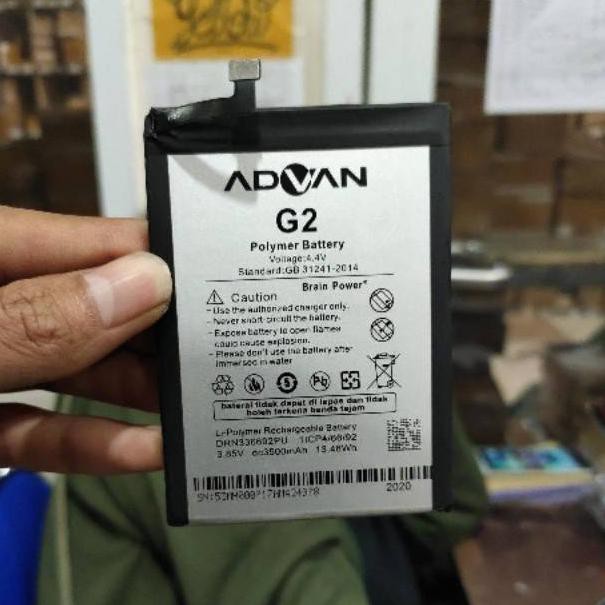 ADVAN
G2
Polymer Battery
Voltage:4.4V
Standard:GB 31241-2014
Brain Power
Caution
- Use the authorized charger only.
- Never short-circuit the battery.
- Expose battery to open flames
could cause explosion.
- Please don't use the battery after
immersed in water
baterai tidak dapat di lepas dan tidak
boleh terkena benda tajam
Li-Polymer Rechargeable Battery
1ICP4/66/92
3.85V 3500mAh 13.48Wh
2020